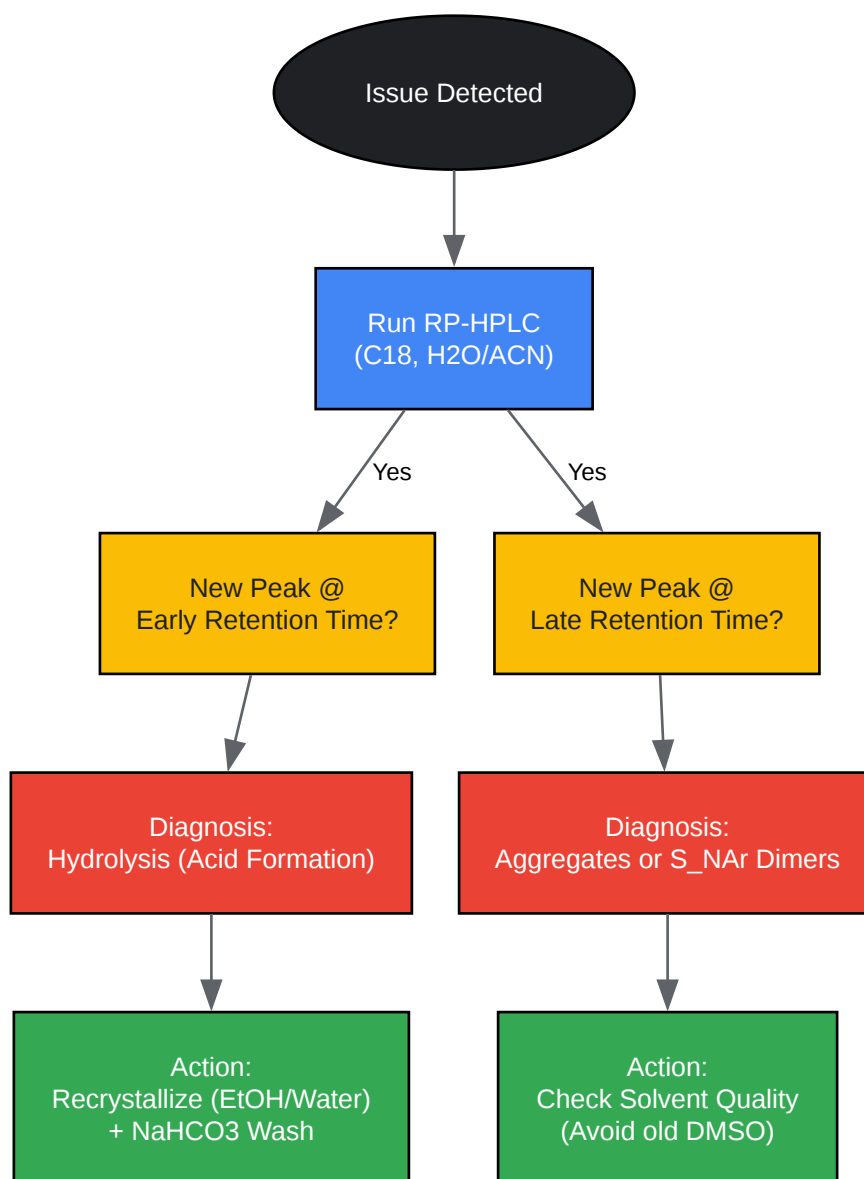 Issue Detected
Run RP-HPLC
(C18, H2O/ACN)
Yes
Yes
New Peak @
Early Retention Time?
New Peak @
Late Retention Time?
Diagnosis:
Hydrolysis (Acid Formation)
Diagnosis:
Aggregates or S_NAr Dimers
Action:
Recrystallize (EtOH/Water)
+ NaHCO3 Wash
Action:
Check Solvent Quality
(Avoid old DMSO)